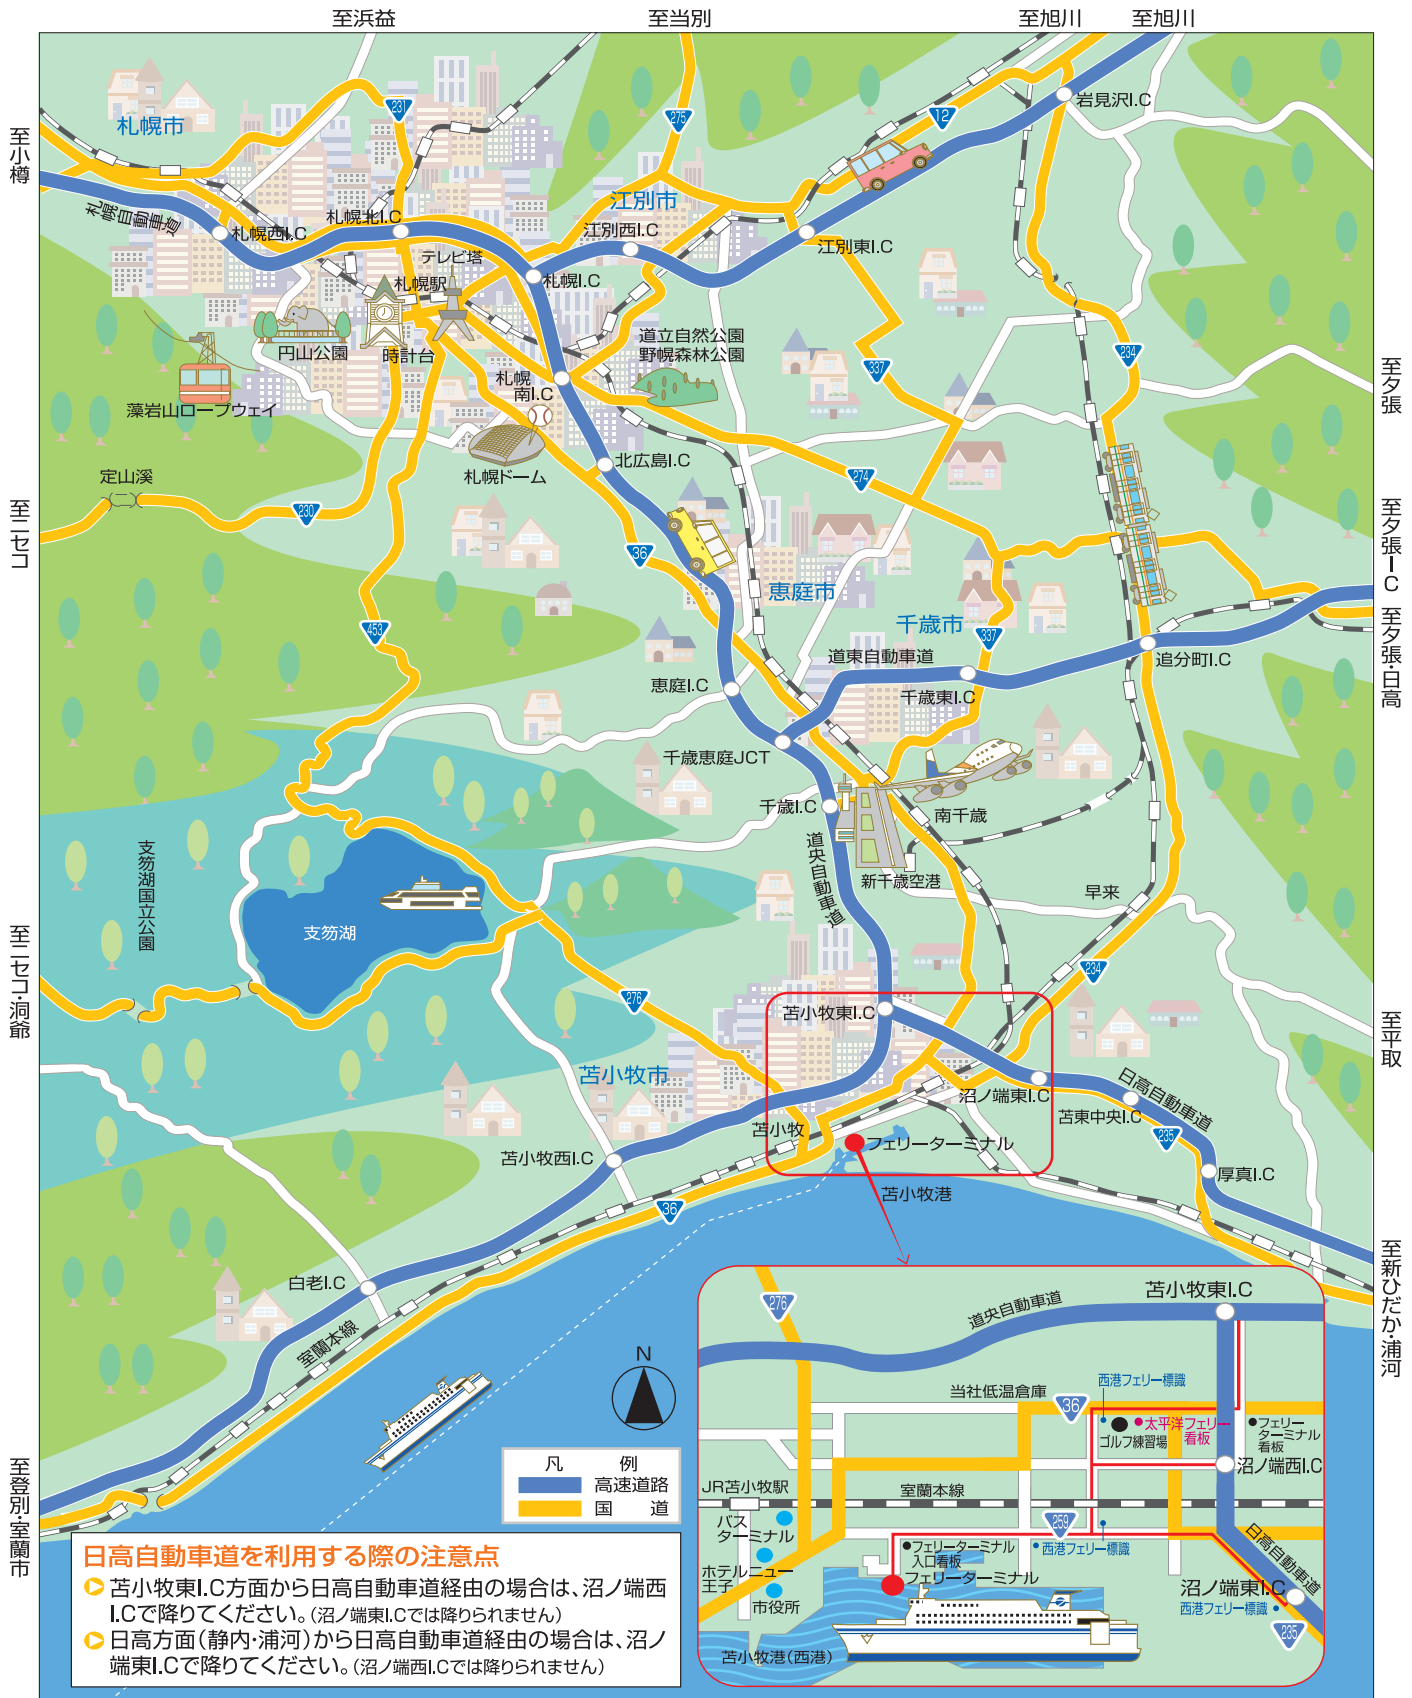 至浜益
至当別
至旭川
至旭川
至小樽
札幌市
231
275
12
岩見沢I.C
札幌自動車道
札幌西I.C
札幌北I.C
江別市
江別西I.C
江別東I.C
テレビ塔
札幌駅
札幌I.C
円山公園
時計台
道立自然公園
野幌森林公園
337
234
至夕張
札幌
南I.C
藻岩山ロープウェイ
札幌ドーム
北広島I.C
定山溪
274
至ニセコ
230
36
至夕張I.C
恵庭市
千歳市
453
337
至夕張・日高
道東自動車道
追分町I.C
恵庭I.C
千歳東I.C
千歳恵庭JCT
千歳I.C
南千歳
道央自動車道
新千歳空港
早来
支笏湖国立公園
支笏湖
至ニセコ・洞爺
234
276
苫小牧東I.C
至平取
苫小牧市
沼ノ端東I.C
日高自動車道
苫東中央I.C
235
苫小牧
フェリーターミナル
苫小牧西I.C
厚真I.C
苫小牧港
36
至新ひだか・浦河
白老I.C
室蘭本線
N
凡 例
高速道路
国 道
至登別・室蘭市
276
道央自動車道
苫小牧東I.C
当社低温倉庫
36
西港フェリー標識
ゴルフ練習場
太平洋フェリー
看板
フェリー
ターミナル
看板
沼ノ端西I.C
JR苫小牧駅
室蘭本線
バス
ターミナル
259
西港フェリー標識
フェリーターミナル
入口看板
フェリーターミナル
ホテルニュー
王子
市役所
日高自動車道
沼ノ端東I.C
西港フェリー標識
235
苫小牧港(西港)
日高自動車道を利用する際の注意点
苫小牧東I.C方面から日高自動車道経由の場合は、沼ノ端西
I.Cで降りてください。(沼ノ端東I.Cでは降りられません)
日高方面(静内・浦河)から日高自動車道経由の場合は、沼ノ
端東I.Cで降りてください。(沼ノ端西I.Cでは降りられません)